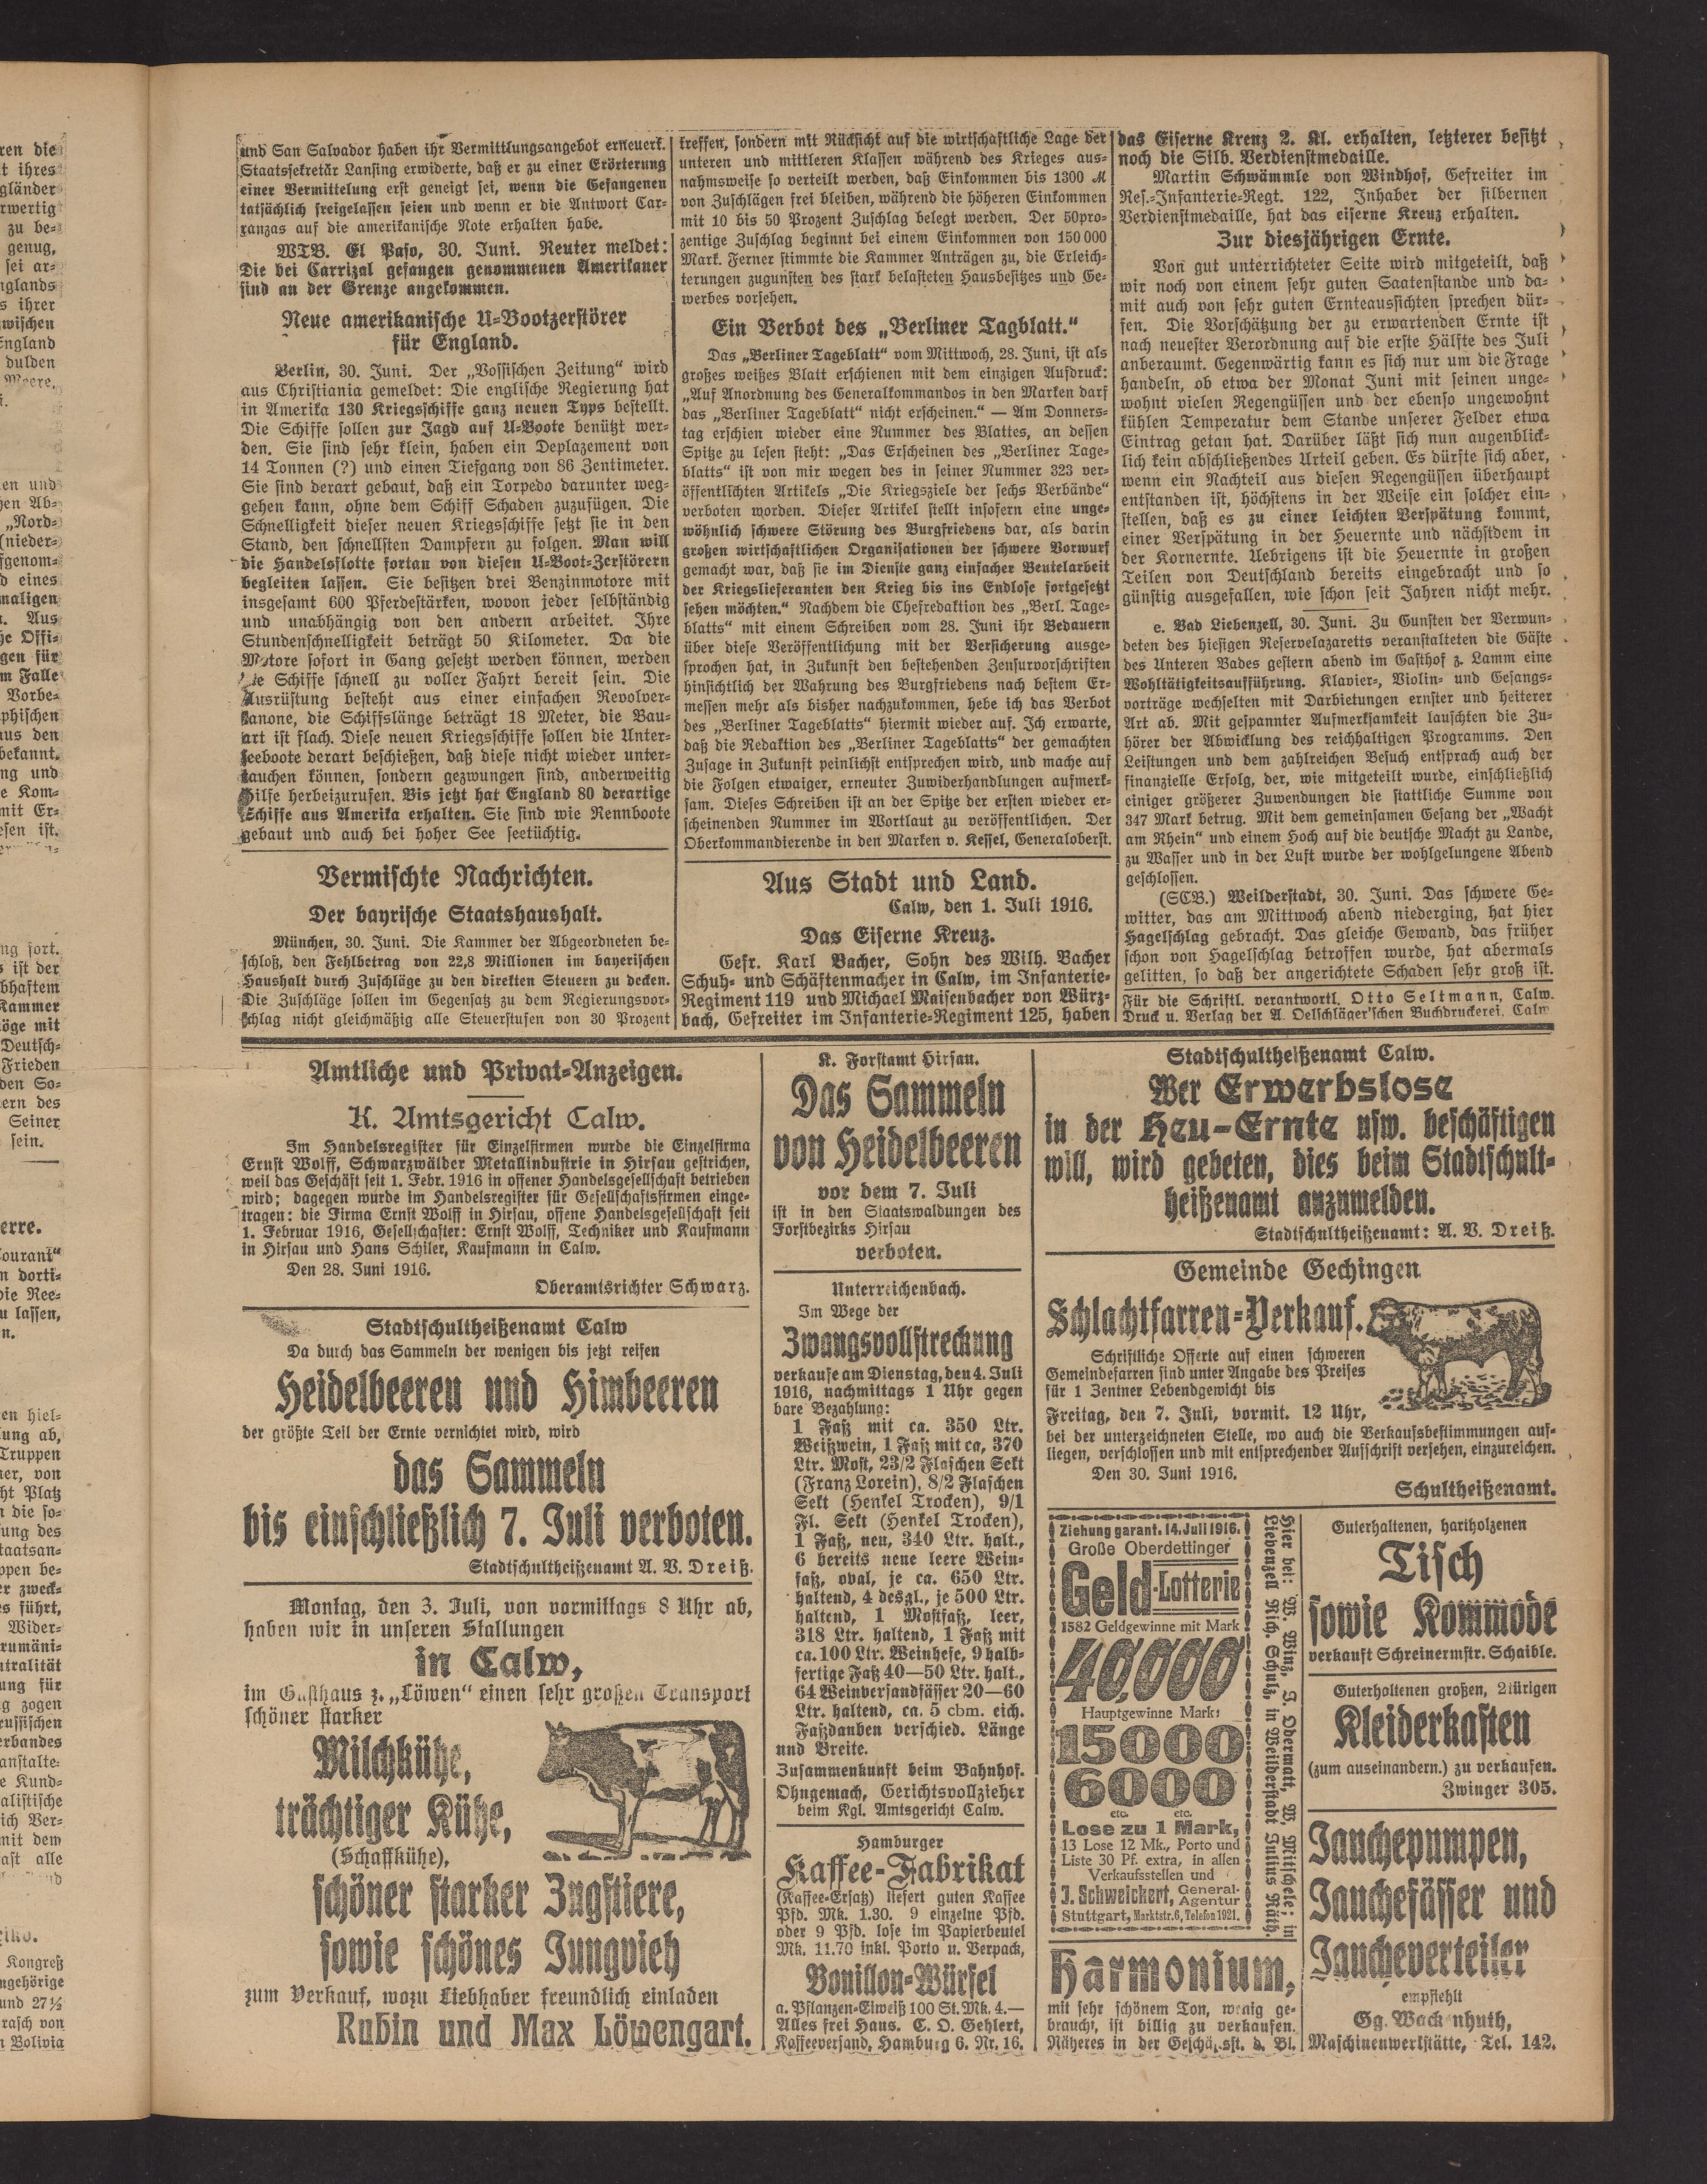 und San Salvador haben ihr Vermittlungsangebot erneuert.
Staatssekretär Lansing erwiderte, daß er zu einer Erörterung
einer Vermittelung erst geneigt sei, wenn die Gefangenen
tatsächlich freigelassen seien und wenn er die Antwort Car-
ranzas auf die amerikanische Note erhalten habe.
WTB. El Paso, 30. Juni. Reuter meldet:
Die bei Carrizal gefangen genommenen Amerikaner
sind an der Grenze angekommen.
Neue amerikanische U-Bootzerstörer
für England.
Berlin, 30. Juni. Der „Vossischen Zeitung“ wird
aus Christiania gemeldet: Die englische Regierung hat
in Amerika 130 Kriegsschiffe ganz neuen Typs bestellt.
Die Schiffe sollen zur Jagd auf U-Boote benützt wer-
den. Sie sind sehr klein, haben ein Deplazement von
14 Tonnen (?) und einen Tiefgang von 86 Zentimeter.
Sie sind derart gebaut, daß ein Torpedo darunter weg-
gehen kann, ohne dem Schiff Schaden zuzufügen. Die
Schnelligkeit dieser neuen Kriegsschiffe setzt sie in den
Stand, den schnellsten Dampfern zu folgen. Man will
die Handelsflotte fortan von diesen U-Boot-Zerstörern
begleiten lassen. Sie besitzen drei Benzinmotore mit
insgesamt 600 Pferdestärken, wovon jeder selbständig
und unabhängig von den andern arbeitet. Ihre
Stundenschnelligkeit beträgt 50 Kilometer. Da die
Motore sofort in Gang gesetzt werden können, werden
die Schiffe schnell zu voller Fahrt bereit sein. Die
Ausrüstung besteht aus einer einfachen Revolver-
kanone, die Schiffslänge beträgt 18 Meter, die Bau-
art ist flach. Diese neuen Kriegsschiffe sollen die Unter-
seeboote derart beschießen, daß diese nicht wieder unter-
tauchen können, sondern gezwungen sind, anderweitig
Hilfe herbeizurufen. Bis jetzt hat England 80 derartige
Schiffe aus Amerika erhalten. Sie sind wie Rennboote
gebaut und auch bei hoher See seetüchtig.
Vermischte Nachrichten.
Der bayrische Staatshaushalt.
München, 30. Juni. Die Kammer der Abgeordneten be-
schloß, den Fehlbetrag von 22,8 Millionen im bayerischen
Haushalt durch Zuschläge zu den direkten Steuern zu decken.
Die Zuschläge sollen im Gegensatz zu dem Regierungsvor-
schlag nicht gleichmäßig alle Steuerstufen von 30 Prozent
treffen, sondern mit Rücksicht auf die wirtschaftliche Lage der
unteren und mittleren Klassen während des Krieges aus-
nahmsweise so verteilt werden, daß Einkommen bis 1300 M
von Zuschlägen frei bleiben, während die höheren Einkommen
mit 10 bis 50 Prozent Zuschlag belegt werden. Der 50pro-
zentige Zuschlag beginnt bei einem Einkommen von 150 000
Mark. Ferner stimmte die Kammer Anträgen zu, die Erleich-
terungen zugunsten des stark belasteten Hausbesitzes und Ge-
werbes vorsehen.
Ein Verbot des „Berliner Tagblatt.“
Das „Berliner Tageblatt“ vom Mittwoch, 28. Juni, ist als
großes weißes Blatt erschienen mit dem einzigen Aufdruck:
„Auf Anordnung des Generalkommandos in den Marken darf
das „Berliner Tageblatt“ nicht erscheinen.“ — Am Donners-
tag erschien wieder eine Nummer des Blattes, an dessen
Spitze zu lesen steht: „Das Erscheinen des „Berliner Tage-
blatts“ ist von mir wegen des in seiner Nummer 323 ver-
öffentlichten Artikels „Die Kriegsziele der sechs Verbände“
verboten worden. Dieser Artikel stellt insofern eine unge-
wöhnlich schwere Störung des Burgfriedens dar, als darin
großen wirtschaftlichen Organisationen der schwere Vorwurf
gemacht war, daß sie im Dienste ganz einfacher Beutelarbeit
der Kriegslieferanten den Krieg bis ins Endlose fortgesetzt
sehen möchten.“ Nachdem die Chefredaktion des „Berl. Tage-
blatts“ mit einem Schreiben vom 28. Juni ihr Bedauern
über diese Veröffentlichung mit der Versicherung ausge-
sprochen hat, in Zukunft den bestehenden Zensurvorschriften
hinsichtlich der Wahrung des Burgfriedens nach bestem Er-
messen mehr als bisher nachzukommen, hebe ich das Verbot
des „Berliner Tageblatts“ hiermit wieder auf. Ich erwarte,
daß die Redaktion des „Berliner Tageblatts“ der gemachten
Zusage in Zukunft peinlichst entsprechen wird, und mache auf
die Folgen etwaiger, erneuter Zuwiderhandlungen aufmerk-
sam. Dieses Schreiben ist an der Spitze der ersten wieder er-
scheinenden Nummer im Wortlaut zu veröffentlichen. Der
Oberkommandierende in den Marken v. Kessel, Generaloberst.
Aus Stadt und Land.
Calw, den 1. Juli 1916.
Das Eiserne Kreuz.
Gefr. Karl Bacher, Sohn des Wilh. Bacher
Schuh- und Schäftenmacher in Calw, im Infanterie-
Regiment 119 und Michael Maisenbacher von Würz-
bach, Gefreiter im Infanterie-Regiment 125, haben
das Eiserne Kreuz 2. Kl. erhalten, letzterer besitzt
noch die Silb. Verdienstmedaille.
Martin Schwämmle von Windhof, Gefreiter im
Res.-Infanterie-Regt. 122, Inhaber der silbernen
Verdienstmedaille, hat das eiserne Kreuz erhalten.
Zur diesjährigen Ernte.
Von gut unterrichteter Seite wird mitgeteilt, daß
wir noch von einem sehr guten Saatenstande und da-
mit auch von sehr guten Ernteaussichten sprechen dür-
fen. Die Vorschätzung der zu erwartenden Ernte ist
nach neuester Verordnung auf die erste Hälfte des Juli
anberaumt. Gegenwärtig kann es sich nur um die Frage
handeln, ob etwa der Monat Juni mit seinen unge-
wohnt vielen Regengüssen und der ebenso ungewohnt
kühlen Temperatur dem Stande unserer Felder etwa
Eintrag getan hat. Darüber läßt sich nun augenblick-
lich kein abschließendes Urteil geben. Es dürfte sich aber,
wenn ein Nachteil aus diesen Regengüssen überhaupt
entstanden ist, höchstens in der Weise ein solcher ein-
stellen, daß es zu einer leichten Verspätung kommt,
einer Verspätung in der Heuernte und nächstdem in
der Kornernte. Uebrigens ist die Heuernte in großen
Teilen von Deutschland bereits eingebracht und so
günstig ausgefallen, wie schon seit Jahren nicht mehr.
e. Bad Liebenzell, 30. Juni. Zu Gunsten der Verwun-
deten des hiesigen Reservelazaretts veranstalteten die Gäste
des Unteren Bades gestern abend im Gasthof z. Lamm eine
Wohltätigkeitsaufführung. Klavier-, Violin- und Gesangs-
vorträge wechselten mit Darbietungen ernster und heiterer
Art ab. Mit gespannter Aufmerksamkeit lauschten die Zu-
hörer der Abwicklung des reichhaltigen Programms. Den
Leistungen und dem zahlreichen Besuch entsprach auch der
finanzielle Erfolg, der, wie mitgeteilt wurde, einschließlich
einiger größerer Zuwendungen die stattliche Summe von
347 Mark betrug. Mit dem gemeinsamen Gesang der „Wacht
am Rhein“ und einem Hoch auf die deutsche Macht zu Lande,
zu Wasser und in der Luft wurde der wohlgelungene Abend
geschlossen.
(SCB.) Weilderstadt, 30. Juni. Das schwere Ge-
witter, das am Mittwoch abend niederging, hat hier
Hagelschlag gebracht. Das gleiche Gewand, das früher
schon von Hagelschlag betroffen wurde, hat abermals
gelitten, so daß der angerichtete Schaden sehr groß ist.
Für die Schriftl. verantwortl. Otto Seltmann, Calw.
Druck u. Verlag der A. Oelschläger'schen Buchdruckerei. Calw
Amtliche und Privat-Anzeigen.
K. Amtsgericht Calw.
Im Handelsregister für Einzelfirmen wurde die Einzelfirma
Ernst Wolff, Schwarzwälder Metallindustrie in Hirsau gestrichen,
weil das Geschäft seit 1. Febr. 1916 in offener Handelsgesellschaft betrieben
wird; dagegen wurde im Handelsregister für Gesellschaftsfirmen einge-
tragen: die Firma Ernst Wolff in Hirsau, offene Handelsgesellschaft seit
1. Februar 1916, Gesellschafter: Ernst Wolff, Techniker und Kaufmann
in Hirsau und Hans Schiler, Kaufmann in Calw.
Den 28. Juni 1916.
Oberamtsrichter Schwarz.
Stadtschultheißenamt Calw
Da durch das Sammeln der wenigen bis jetzt reifen
Heidelbeeren und Himbeeren
der größte Teil der Ernte vernichtet wird, wird
das Sammeln
bis einschließlich 7. Juli verboten.
Stadtschultheißenamt A. V. Dreiß.
Montag, den 3. Juli, von vormittags 8 Uhr ab,
haben wir in unseren Stallungen
in Calw,
im Gasthaus z. „Löwen“ einen sehr großen Transport
schöner starker
Milchkühe,
trächtiger Kühe,
(Schaffkühe),
schöner starker Zugstiere,
sowie schönes Jungvieh
zum Verkauf, wozu Liebhaber freundlich einladen
Rubin und Max Löwengart.
K. Forstamt Hirsau.
Das Sammeln
von Heidelbeeren
vor dem 7. Juli
ist in den Staatswaldungen des
Forstbezirks Hirsau
verboten.
Unterreichenbach.
Im Wege der
Zwangsvollstreckung
verkaufe am Dienstag, den 4. Juli
1916, nachmittags 1 Uhr gegen
bare Bezahlung:
1 Faß mit ca. 350 Ltr.
Weißwein, 1 Faß mit ca, 370
Ltr. Most, 23/2 Flaschen Sekt
(Franz Lorein), 8/2 Flaschen
Sekt (Henkel Trocken), 9/1
Fl. Sekt (Henkel Trocken),
1 Faß, neu, 340 Ltr. halt.,
6 bereits neue leere Wein-
faß, oval, je ca. 650 Ltr.
haltend, 4 desgl., je 500 Ltr.
haltend, 1 Mostfaß, leer,
318 Ltr. haltend, 1 Faß mit
ca. 100 Ltr. Weinhefe, 9 halb-
fertige Faß 40—50 Ltr. halt.,
64 Weinversandfässer 20—60
Ltr. haltend, ca. 5 cbm. eich.
Faßdauben verschied. Länge
und Breite.
Zusammenkunft beim Bahnhof.
Ohngemach, Gerichtsvollzieher
beim Kgl. Amtsgericht Calw.
Hamburger
Kaffee-Fabrikat
(Kaffee-Ersatz) liefert guten Kaffee
Pfd. Mk. 1.30. 9 einzelne Pfd.
oder 9 Pfd. lose im Papierbeutel
Mk. 11.70 inkl. Porto u. Verpack,
Bouillon-Würfel
a. Pflanzen-Eiweiß 100 St. Mk. 4.—
Alles frei Haus. C. O. Gehlert,
Kaffeeversand, Hamburg 6. Nr. 16.
Stadtschultheißenamt Calw.
Wer Erwerbslose
in der Heu-Ernte usw. beschäftigen
will, wird gebeten, dies beim Stadtschult-
heißenamt anzumelden.
Stadtschultheißenamt: A. V. Dreiß.
Gemeinde Gechingen
Schlachtfarren-Verkauf.
Schriftliche Offerte auf einen schweren
Gemeindefarren sind unter Angabe des Preises
für 1 Zentner Lebendgewicht bis
Freitag, den 7. Juli, vormit. 12 Uhr,
bei der unterzeichneten Stelle, wo auch die Verkaufsbestimmungen auf-
liegen, verschlossen und mit entsprechender Aufschrift versehen, einzureichen.
Den 30. Juni 1916.
Schultheißenamt.
Ziehung garant. 14. Juli 1916.
Große Oberdettinger
Geld-Lotterie
1582 Geldgewinne mit Mark
40,000
Hauptgewinne Mark:
15000
6000
etc. etc.
Lose zu 1 Mark,
13 Lose 12 Mk., Porto und
Liste 30 Pf. extra, in allen
Verkaufsstellen und
J. Schweickert, General-
Agentur
Stuttgart, Marktstr. 6, Telefon 1921.
Hier bei: W. Winz, J Odermatt, W. Mitschele; in
Liebenzell Rich. Schulz, in Weilderstadt Julius Rüth.
Harmonium,
mit sehr schönem Ton, wenig ge-
braucht, ist billig zu verkaufen.
Näheres in der Geschäftsst. d. Bl.
Guterhaltenen, hartholzenen
Tisch
sowie Kommode
verkauft Schreinermstr. Schaible.
Guterhaltenen großen, 2türigen
Kleiderkasten
(zum auseinandern.) zu verkaufen.
Zwinger 305.
Jauchepumpen,
Jauchefässer und
Jaucheverteiler
empfiehlt
Gg. Wackenhuth,
Maschinenwerkstätte, Tel. 142.